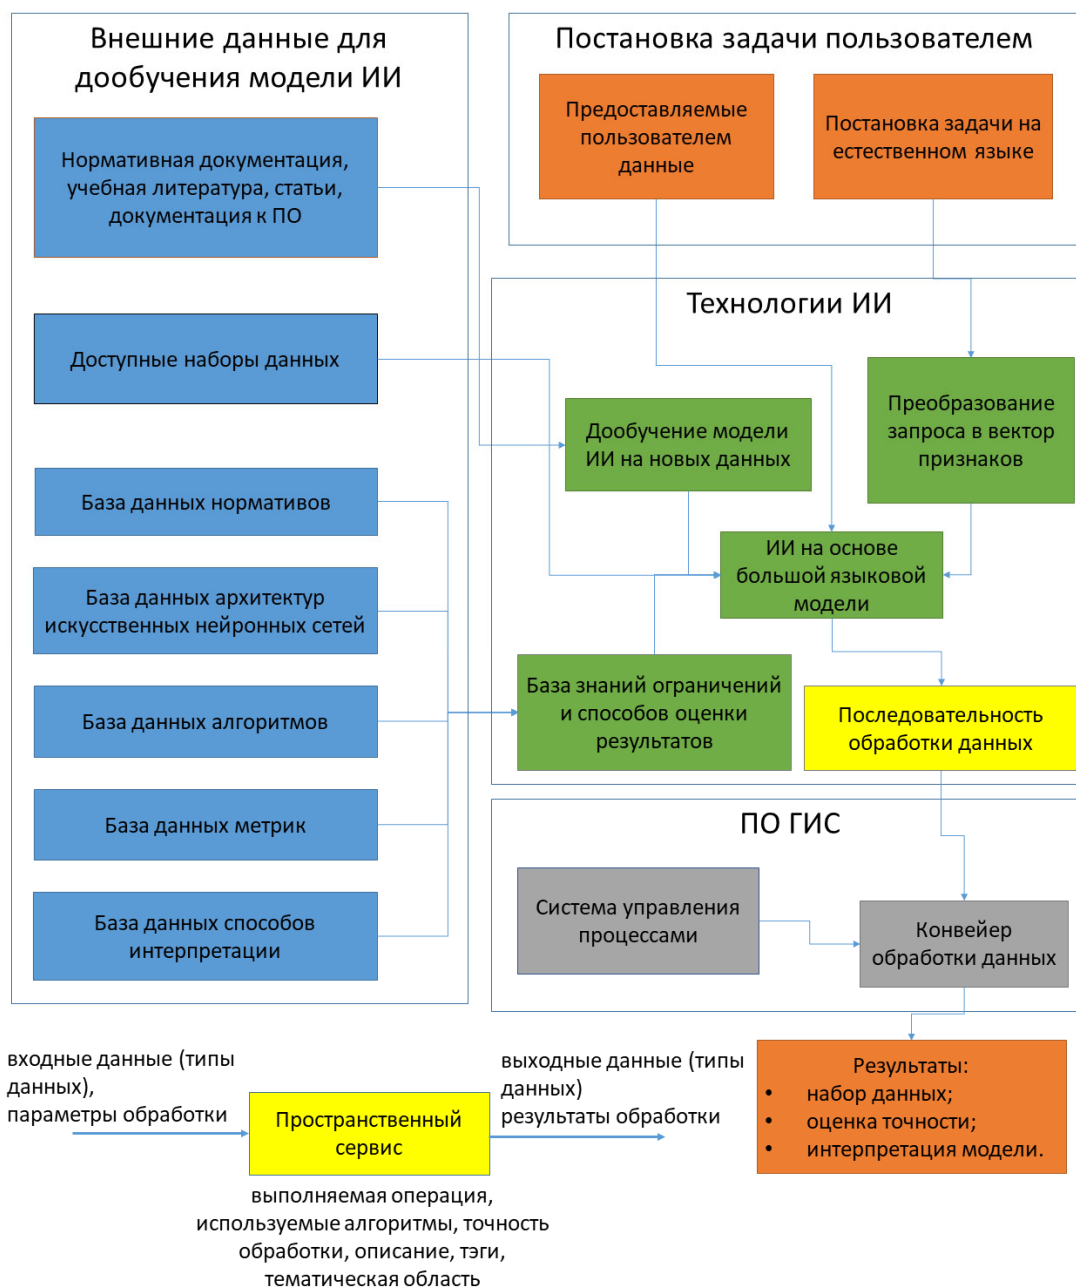 Внешние данные для
дообучения модели ИИ
Нормативная документация,
учебная литература, статьи,
документация к ПО
Доступные наборы данных
База данных нормативов
База данных архитектур
искусственных нейронных сетей
База данных алгоритмов
База данных метрик
База данных способов
интерпретации
Постановка задачи пользователем
Предоставляемые
пользователем
данные
Постановка задачи на
естественном языке
Технологии ИИ
Дообучение модели
ИИ на новых данных
Преобразование
запроса в вектор
признаков
ИИ на основе
большой языковой
модели
База знаний ограничений
и способов оценки
результатов
Последовательность
обработки данных
ПО ГИС
Система управления
процессами
Конвейер
обработки данных
Результаты:
• набор данных;
• оценка точности;
• интерпретация модели.
входные данные (типы
данных),
параметры обработки
Пространственный
сервис
выходные данные (типы
данных)
результаты обработки
выполняемая операция,
используемые алгоритмы, точность
обработки, описание, тэги,
тематическая область